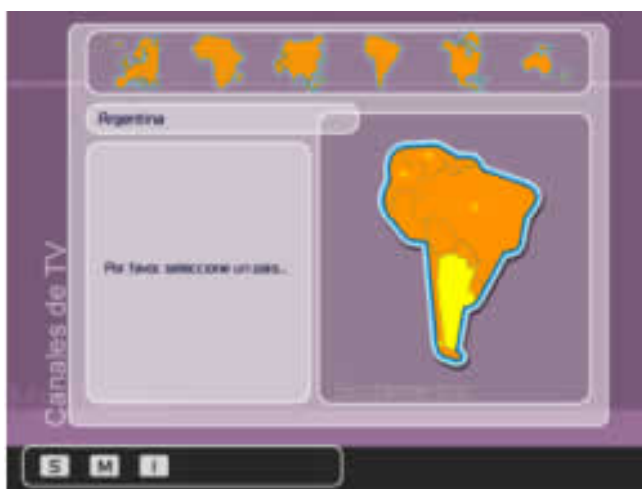 Argentina
Por favor, seleccione un país...
Canales de TV
S M I